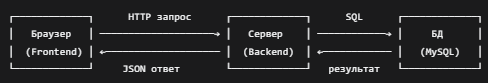 HTTP запрос
SQL
Браузер
Сервер
БД
(Frontend)
(Backend)
(MySQL)
JSON ответ
результат